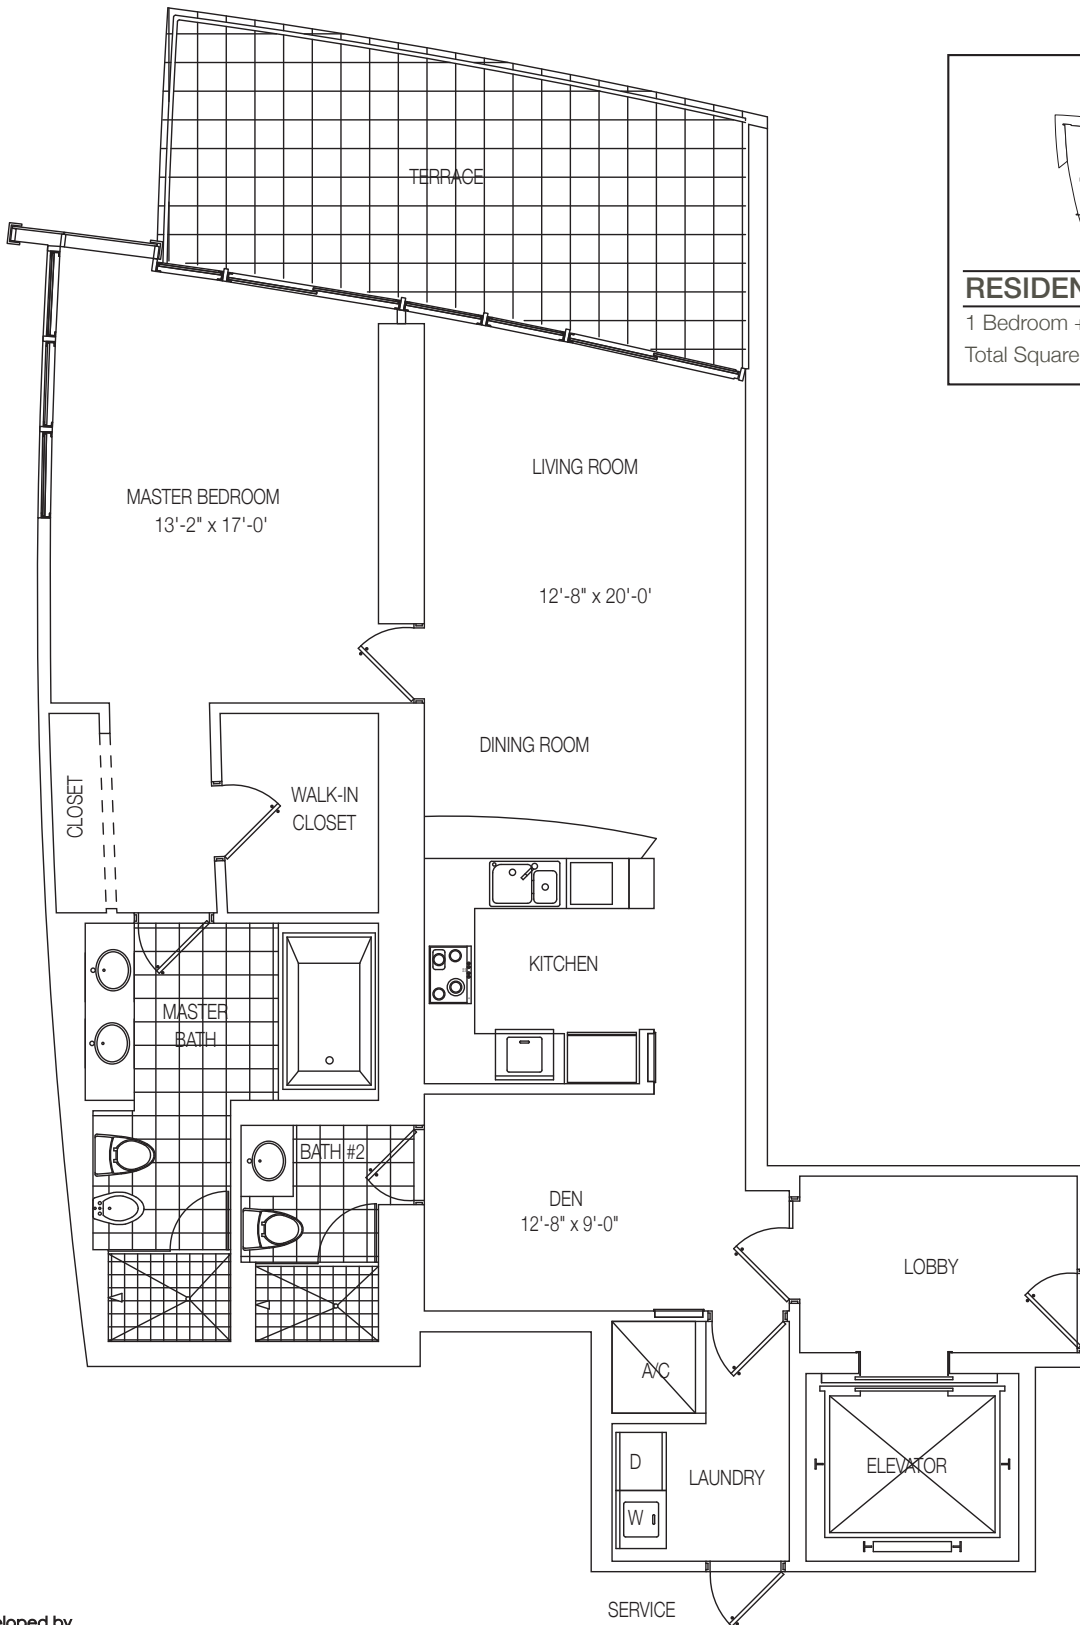 TERRACE
RESIDEN
1 Bedroom +
Total Square
LIVING ROOM
MASTER BEDROOM
13'-2" x 17'-0'
12'-8" x 20'-0'
DINING ROOM
CLOSET
WALK-IN
CLOSET
KITCHEN
MASTER
BATH
BATH #2
DEN
12'-8" x 9'-0"
LOBBY
A/C
D
LAUNDRY
ELEVATOR
W
SERVICE
eloped by